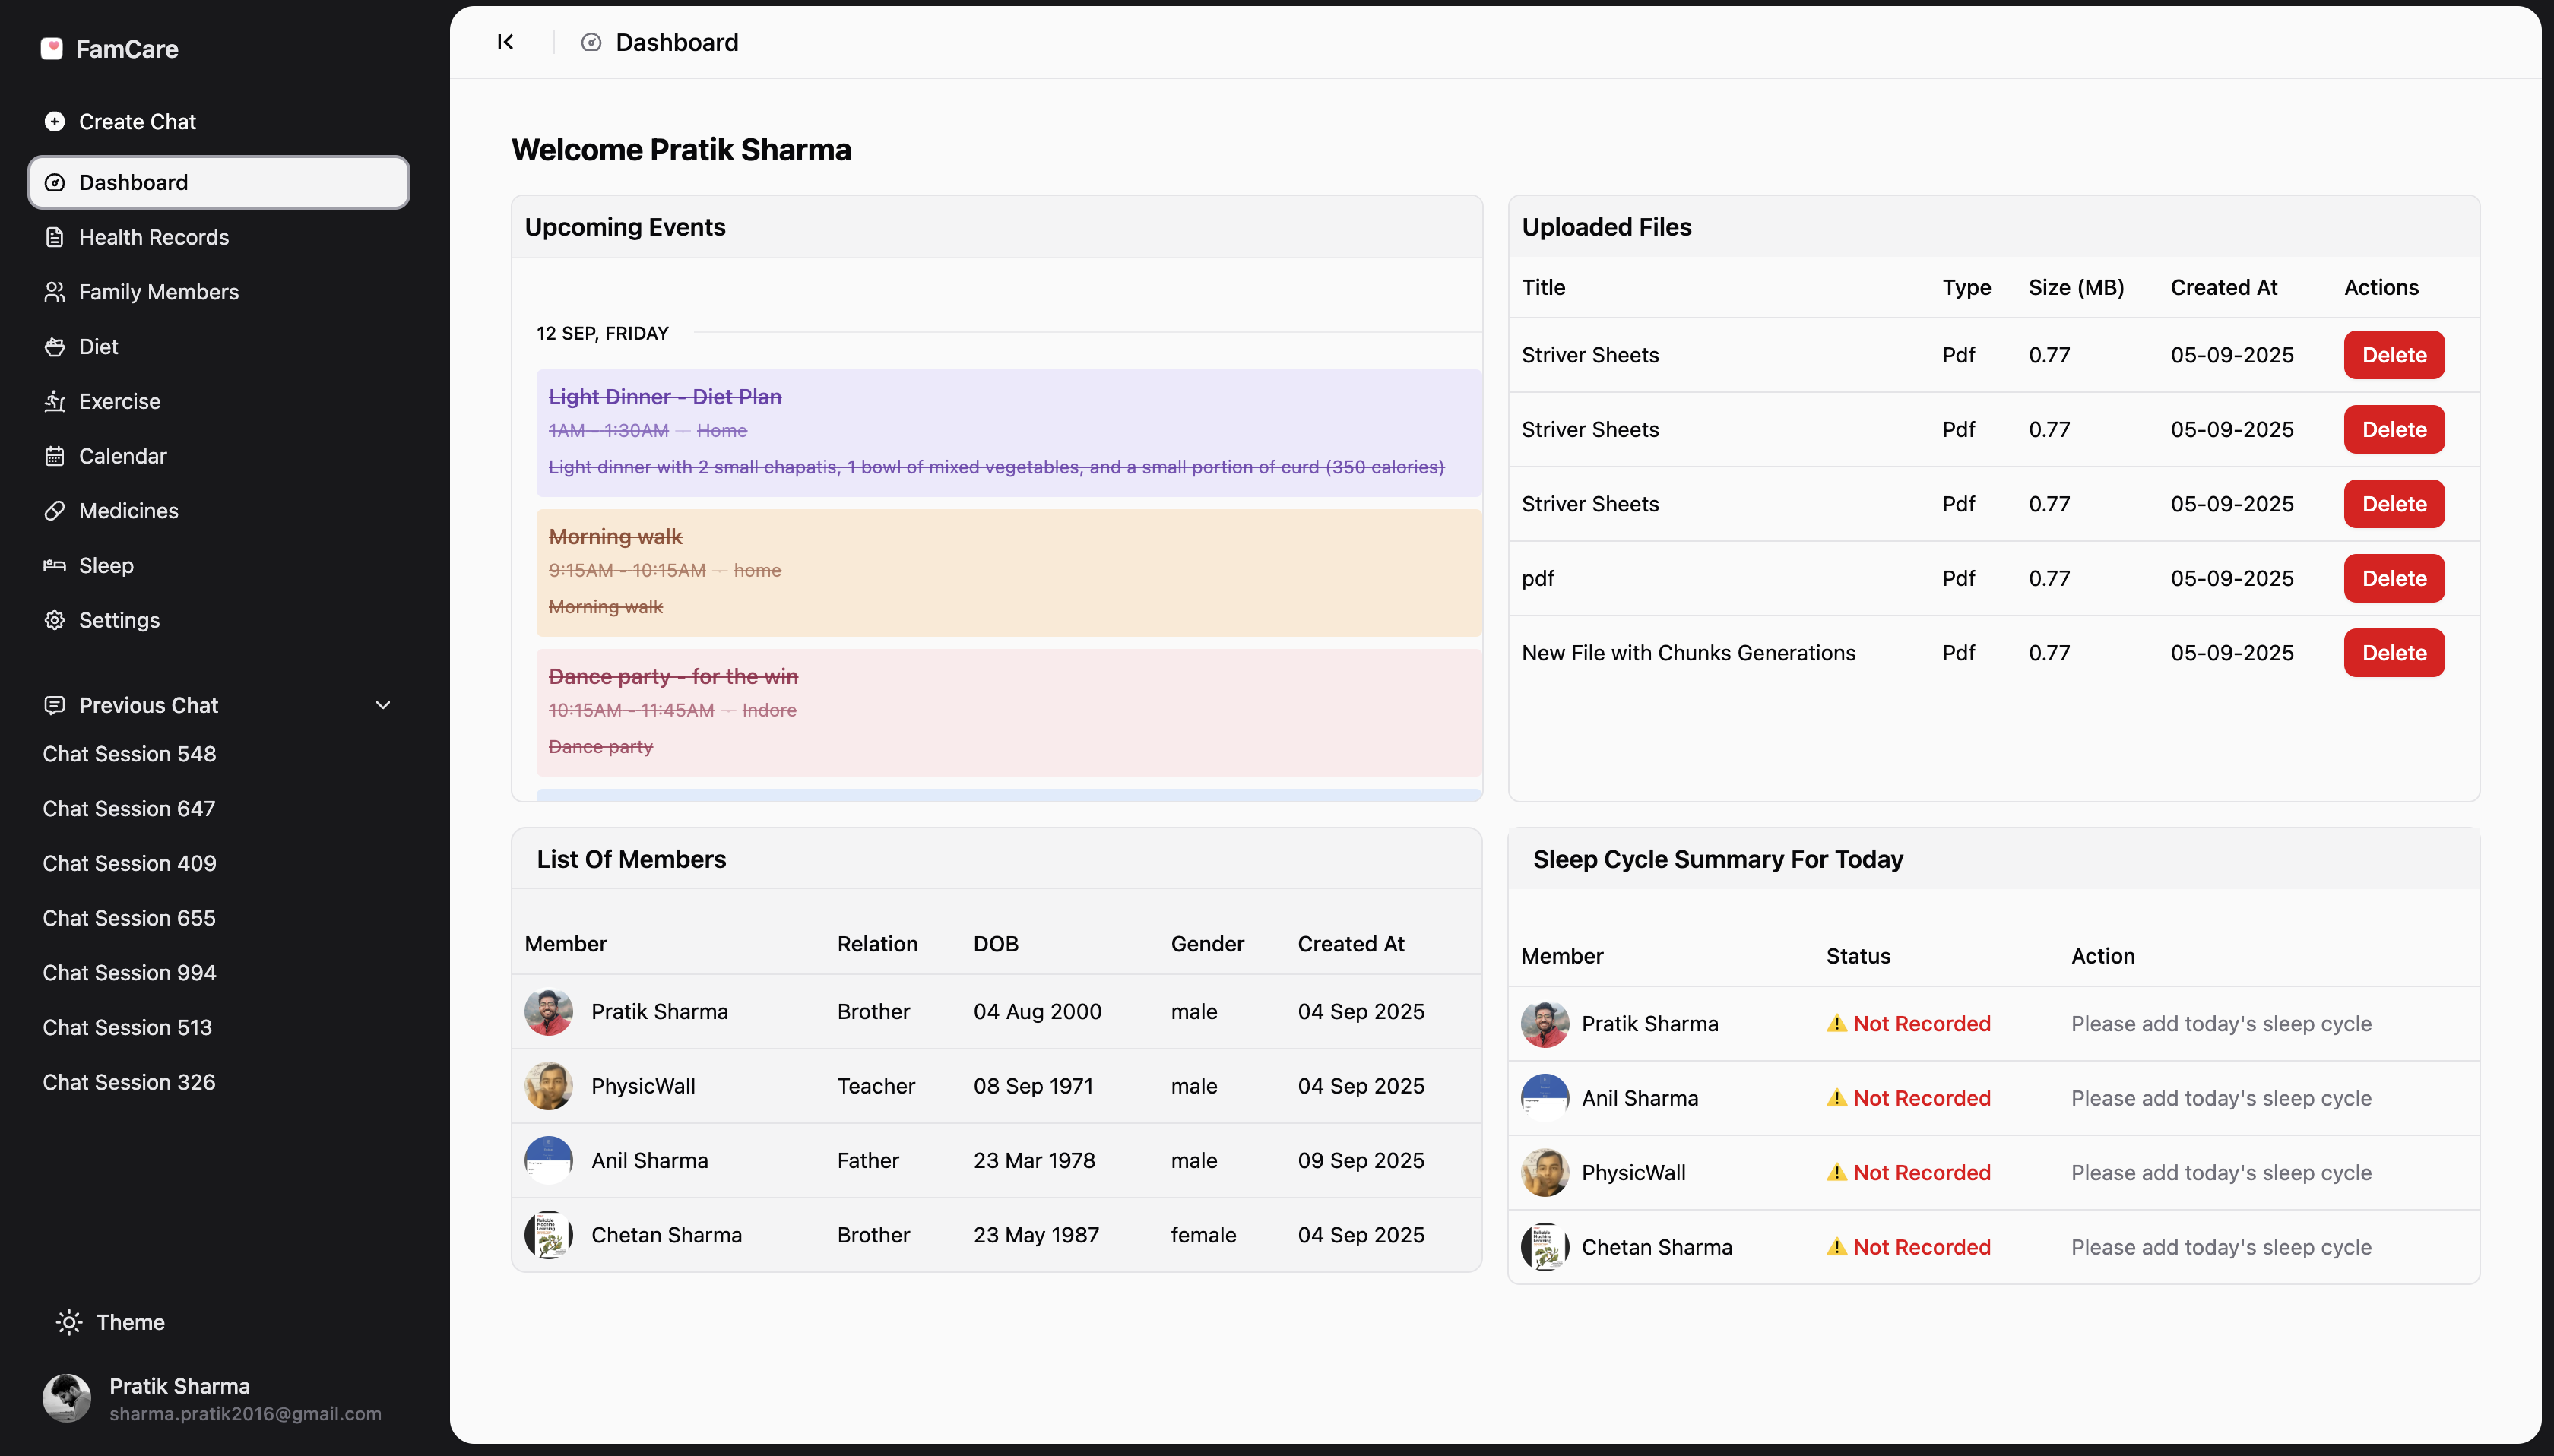 FamCare
Create Chat
Dashboard
Health Records
Family Members
Diet
Exercise
Calendar
Medicines
Sleep
Settings
Previous Chat
Chat Session 548
Chat Session 647
Chat Session 409
Chat Session 655
Chat Session 994
Chat Session 513
Chat Session 326
Theme
Pratik Sharma
sharma.pratik2016@gmail.com
Dashboard
Welcome Pratik Sharma
Upcoming Events
12 SEP, FRIDAY
Light Dinner - Diet Plan
1AM - 1:30AM — Home
Light dinner with 2 small chapatis, 1 bowl of mixed vegetables, and a small portion of curd (350 calories)
Morning walk
9:15AM - 10:15AM — home
Morning walk
Dance party - for the win
10:15AM - 11:45AM — Indore
Dance party
Uploaded Files
Title Type Size (MB) Created At Actions
Striver Sheets Pdf 0.77 05-09-2025 Delete
Striver Sheets Pdf 0.77 05-09-2025 Delete
Striver Sheets Pdf 0.77 05-09-2025 Delete
pdf Pdf 0.77 05-09-2025 Delete
New File with Chunks Generations Pdf 0.77 05-09-2025 Delete
List Of Members
Member Relation DOB Gender Created At
Pratik Sharma Brother 04 Aug 2000 male 04 Sep 2025
PhysicWall Teacher 08 Sep 1971 male 04 Sep 2025
Anil Sharma Father 23 Mar 1978 male 09 Sep 2025
Chetan Sharma Brother 23 May 1987 female 04 Sep 2025
Sleep Cycle Summary For Today
Member Status Action
Pratik Sharma Not Recorded Please add today's sleep cycle
Anil Sharma Not Recorded Please add today's sleep cycle
PhysicWall Not Recorded Please add today's sleep cycle
Chetan Sharma Not Recorded Please add today's sleep cycle